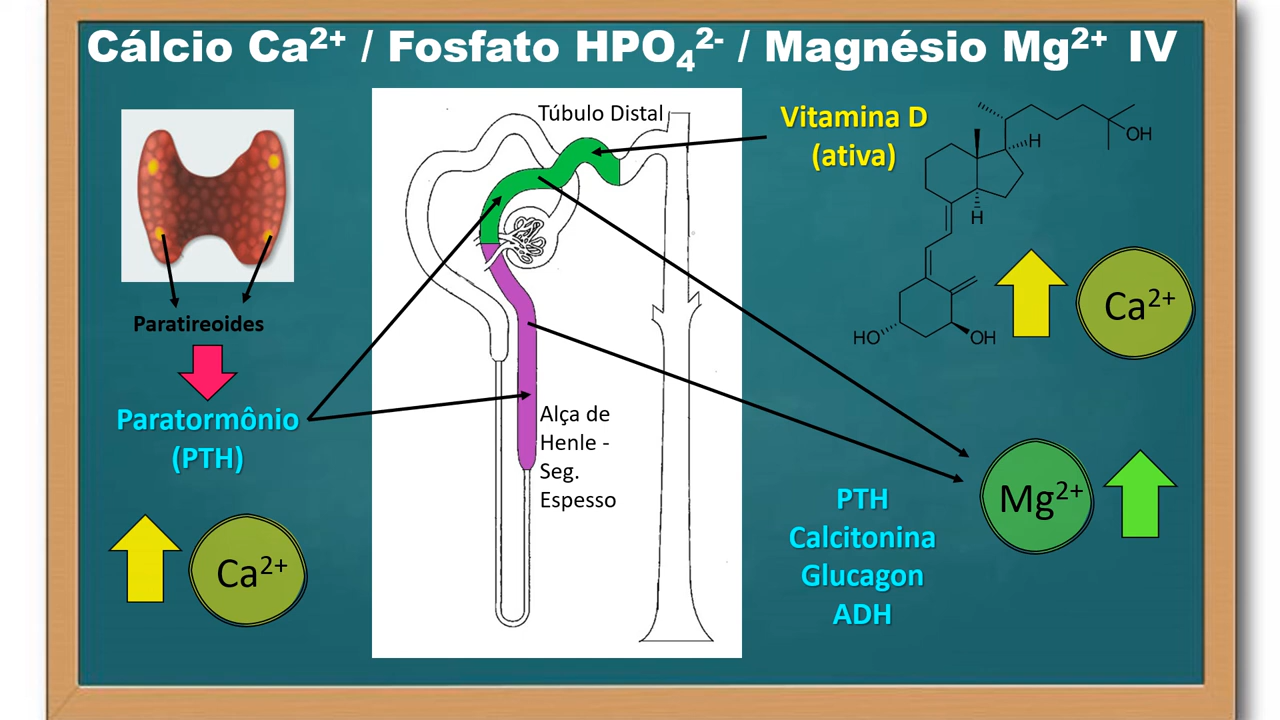 Cálcio Ca²⁺ / Fosfato HPO₄²⁻ / Magnésio Mg²⁺ IV
Túbulo Distal
Vitamina D
(ativa)
OH
H
H
HO
OH
Ca²⁺
Paratireoides
Paratormônio
(PTH)
Alça de
Henle -
Seg.
Espesso
Ca²⁺
PTH
Calcitonina
Glucagon
ADH
Mg²⁺